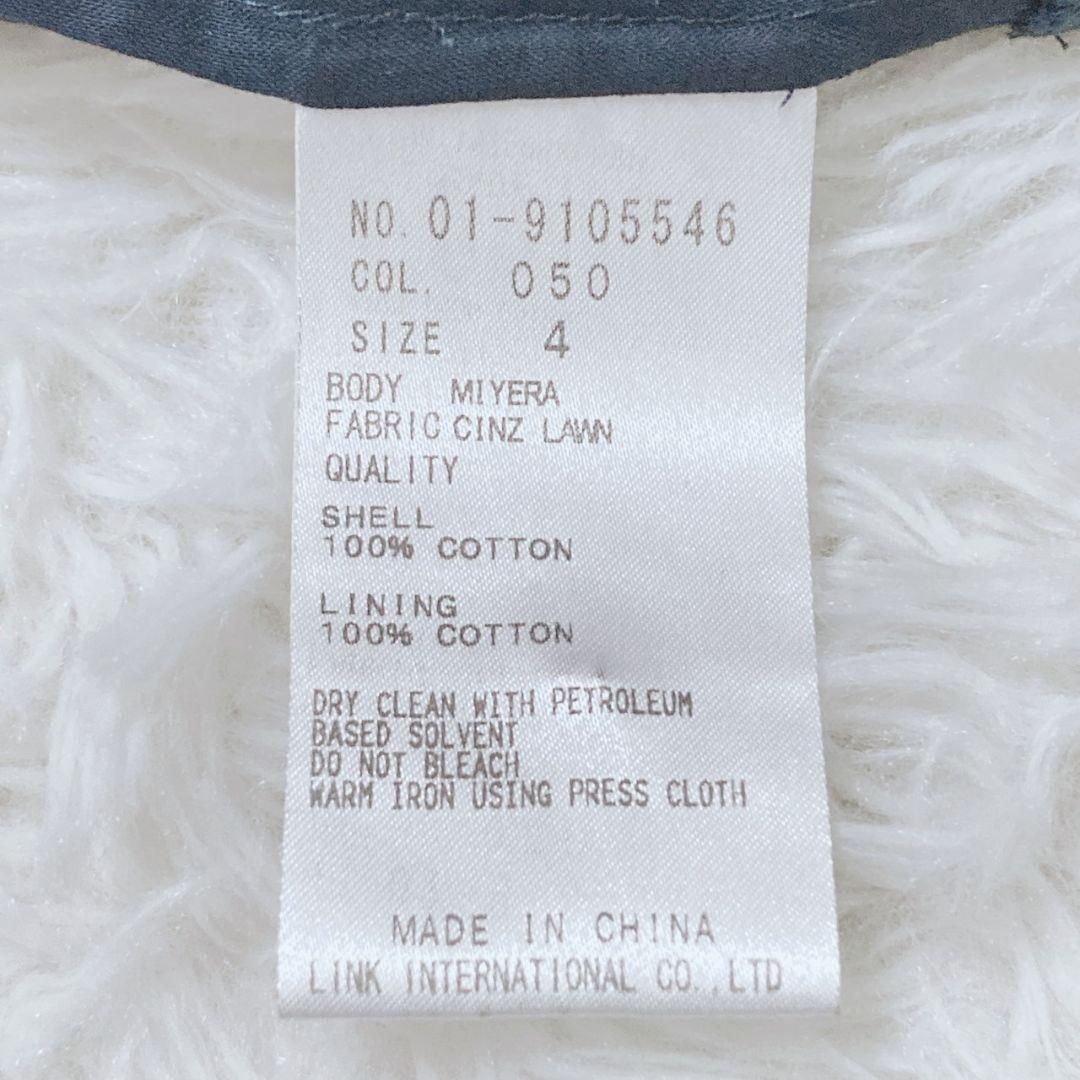 NO. 01-9105546
COL. 050
SIZE 4
BODY MIYERA
FABRIC CINZ LAWN
QUALITY
SHELL
100% COTTON
LINING
100% COTTON
DRY CLEAN WITH PETROLEUM
BASED SOLVENT
DO NOT BLEACH
WARM IRON USING PRESS CLOTH
MADE IN CHINA
LINK INTERNATIONAL CO.,LTD